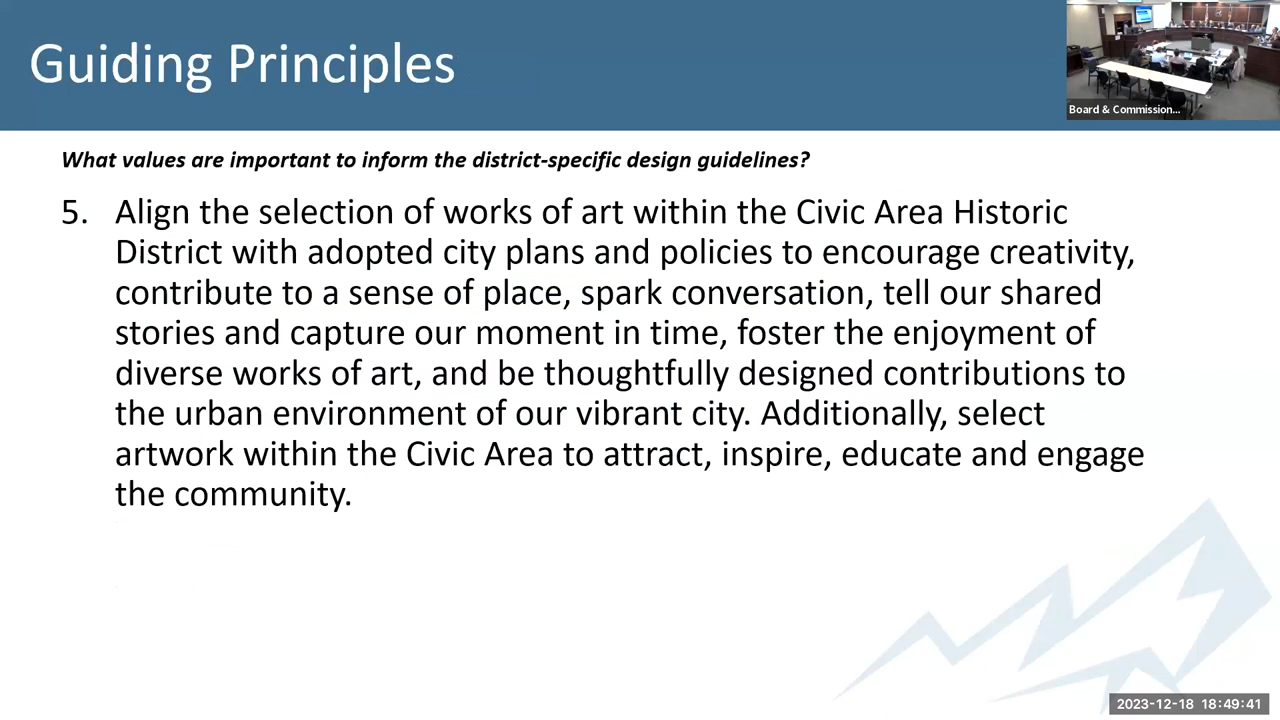 Guiding Principles
Board & Commission...
What values are important to inform the district-specific design guidelines?
5. Align the selection of works of art within the Civic Area Historic
District with adopted city plans and policies to encourage creativity,
contribute to a sense of place, spark conversation, tell our shared
stories and capture our moment in time, foster the enjoyment of
diverse works of art, and be thoughtfully designed contributions to
the urban environment of our vibrant city. Additionally, select
artwork within the Civic Area to attract, inspire, educate and engage
the community.
2023-12-18 18:49:41